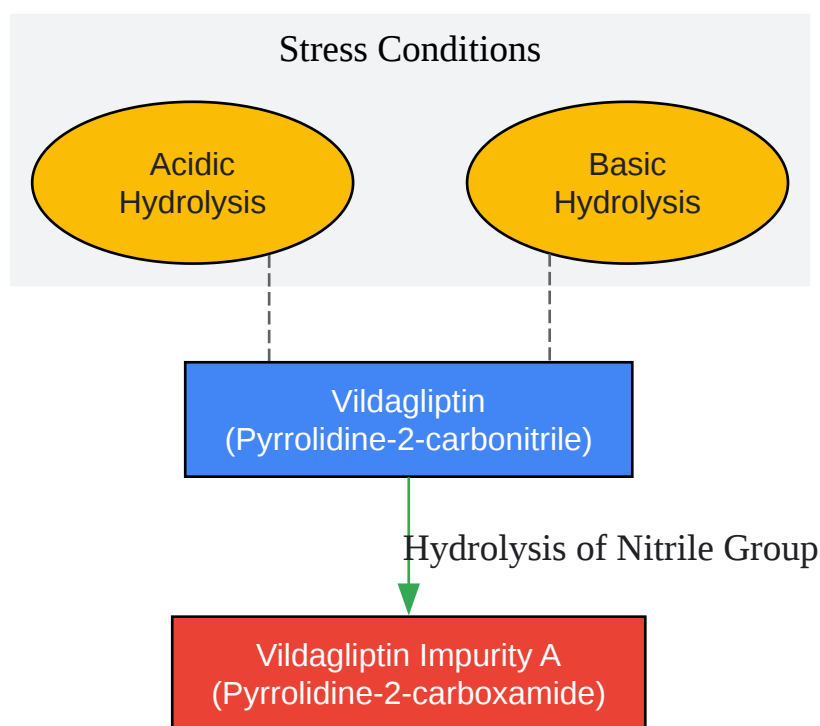 Stress Conditions
Acidic
Hydrolysis
Basic
Hydrolysis
Vildagliptin
(Pyrrolidine-2-carbonitrile)
Hydrolysis of Nitrile Group
Vildagliptin Impurity A
(Pyrrolidine-2-carboxamide)